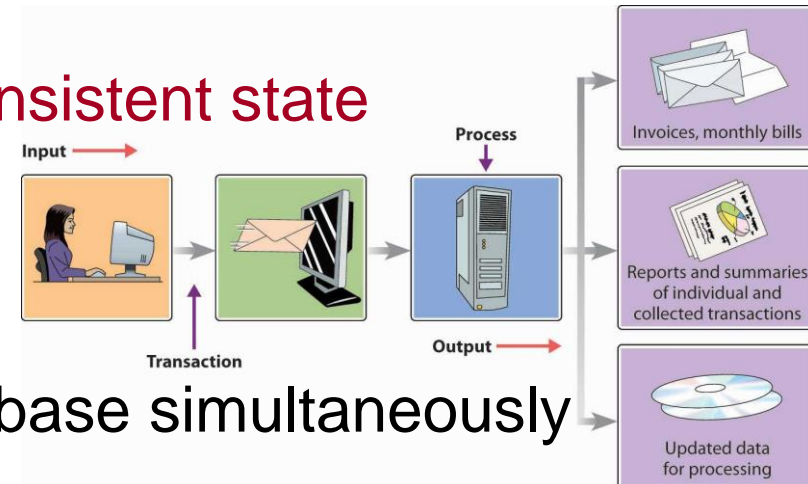 nsistent state
Input
Process
Invoices, monthly bills
Reports and summaries
of individual and
collected transactions
Transaction
Output
base simultaneously
Updated data
for processing